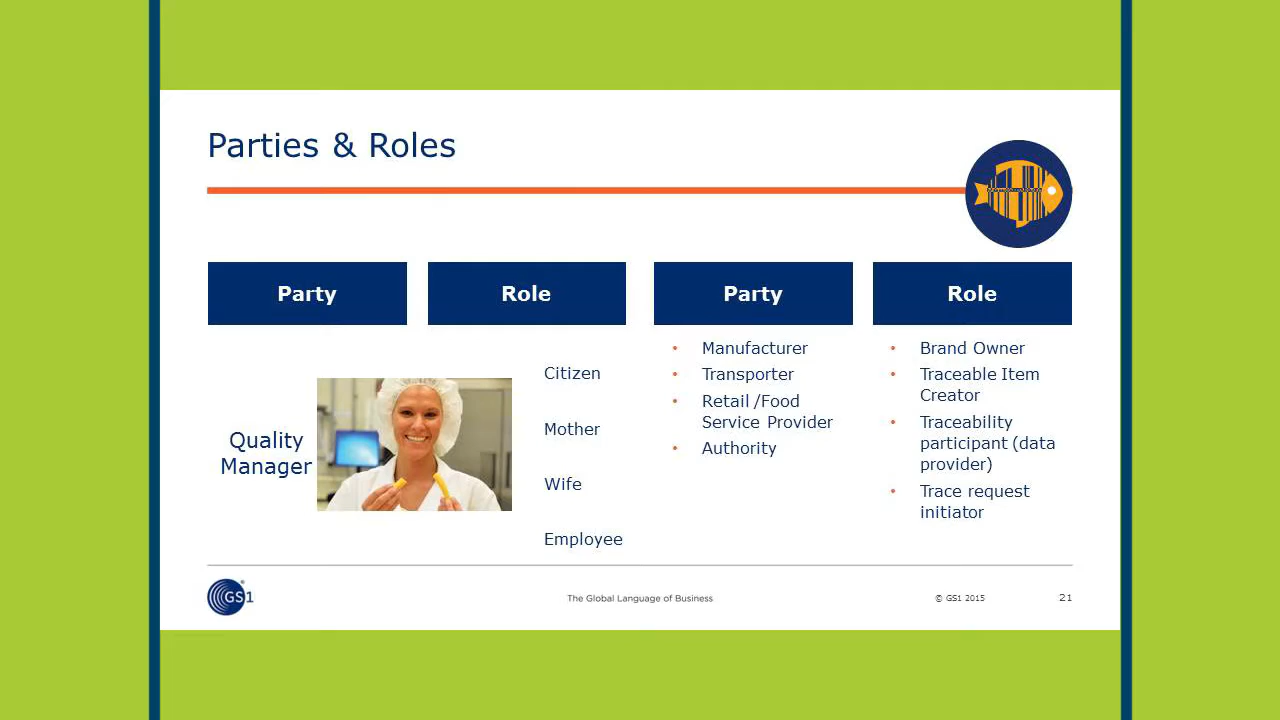 Parties & Roles
Party
Role
Party
Role
Quality
Manager
Citizen
Mother
Wife
Employee
• Manufacturer
• Transporter
• Retail /Food
Service Provider
• Authority
• Brand Owner
• Traceable Item
Creator
• Traceability
participant (data
provider)
• Trace request
initiator
GS1
The Global Language of Business
© GS1 2015
21